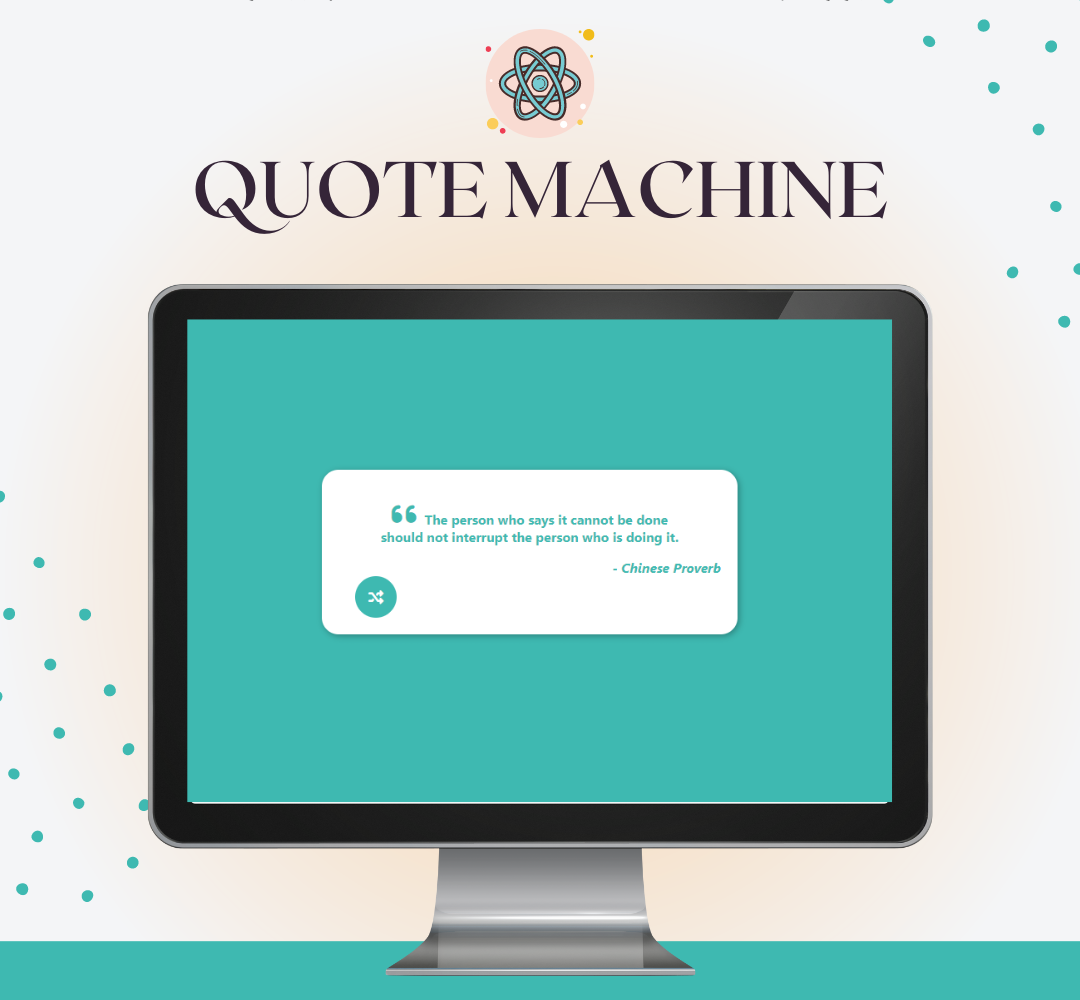 QUOTE MACHINE
“ The person who says it cannot be done
should not interrupt the person who is doing it.
- Chinese Proverb